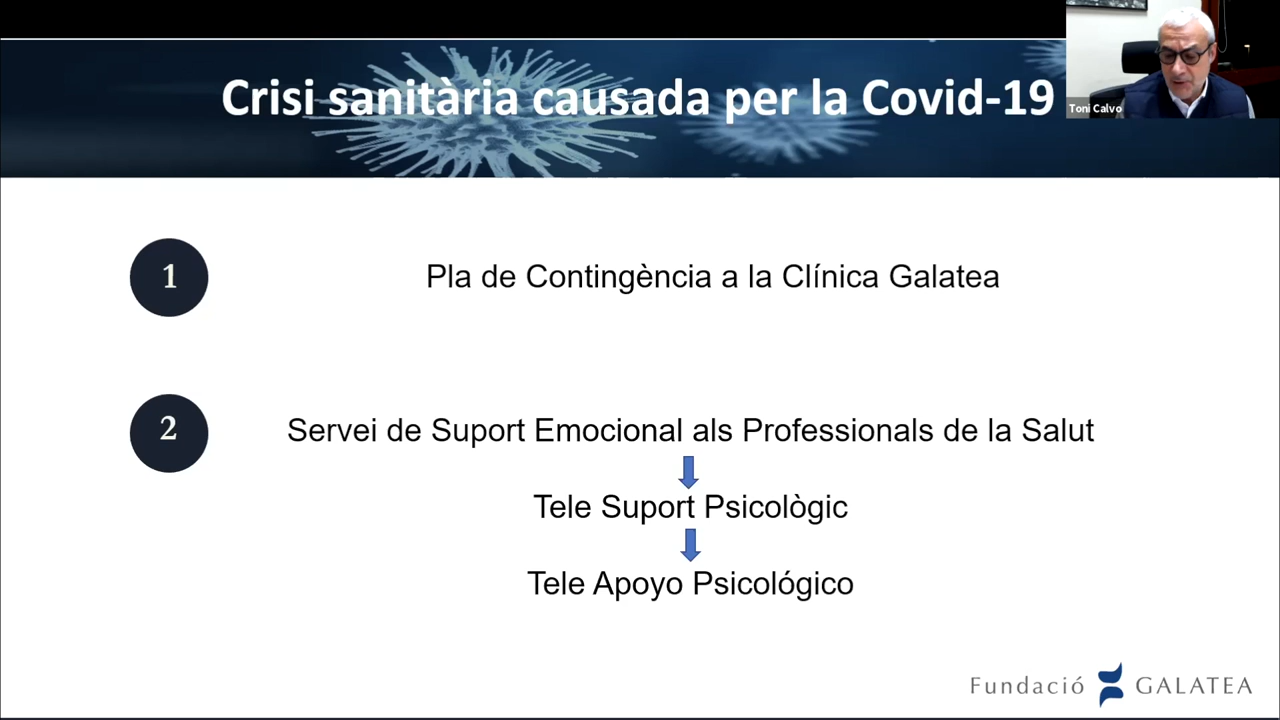 Crisi sanitària causada per la Covid-19
Toni Calvo
1
Pla de Contingència a la Clínica Galatea
2
Servei de Suport Emocional als Professionals de la Salut
Tele Suport Psicològic
Tele Apoyo Psicológico
Fundació GALATEA